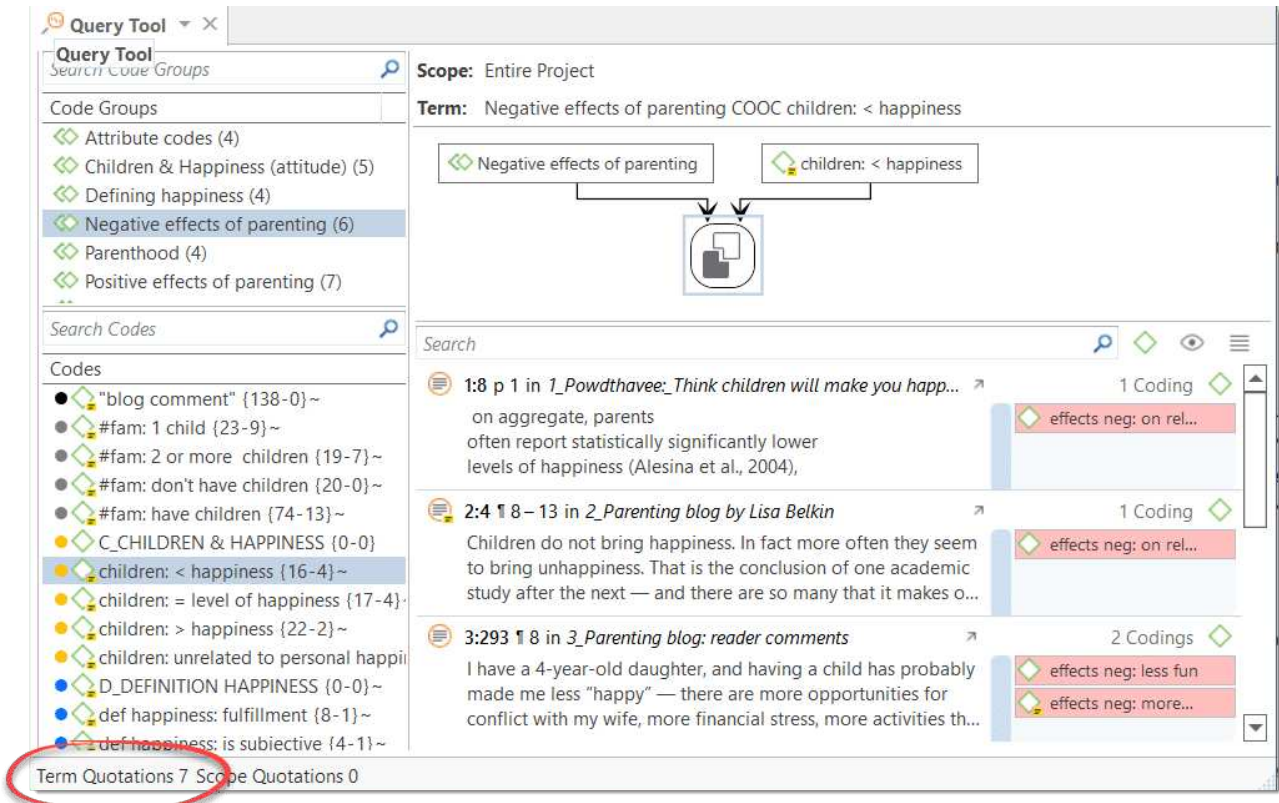 Query Tool
Query Tool
Search Code Groups
Code Groups
Attribute codes (4)
Children & Happiness (attitude) (5)
Defining happiness (4)
Negative effects of parenting (6)
Parenthood (4)
Positive effects of parenting (7)
Search Codes
Codes
"blog comment" {138-0}~
#fam: 1 child {23-9}~
#fam: 2 or more children {19-7}~
#fam: don't have children {20-0}~
#fam: have children {74-13}~
C_CHILDREN & HAPPINESS {0-0}
children: < happiness {16-4}~
children: = level of happiness {17-4}
children: > happiness {22-2}~
children: unrelated to personal happi
D_DEFINITION HAPPINESS {0-0}~
def happiness: fulfillment {8-1}~
def happiness: is subjective {4-1}~
Scope: Entire Project
Term: Negative effects of parenting COOC children: < happiness
Negative effects of parenting
children: < happiness
Search
1:8 p 1 in 1_Powdthavee:_Think children will make you happ...
1 Coding
on aggregate, parents
often report statistically significantly lower
levels of happiness (Alesina et al., 2004),
effects neg: on rel...
2:4 ¶ 8 – 13 in 2_Parenting blog by Lisa Belkin
1 Coding
Children do not bring happiness. In fact more often they seem
to bring unhappiness. That is the conclusion of one academic
study after the next — and there are so many that it makes o...
effects neg: on rel...
3:293 ¶ 8 in 3_Parenting blog: reader comments
2 Codings
I have a 4-year-old daughter, and having a child has probably
made me less "happy" — there are more opportunities for
conflict with my wife, more financial stress, more activities th...
effects neg: less fun
effects neg: more...
Term Quotations 7 Scope Quotations 0